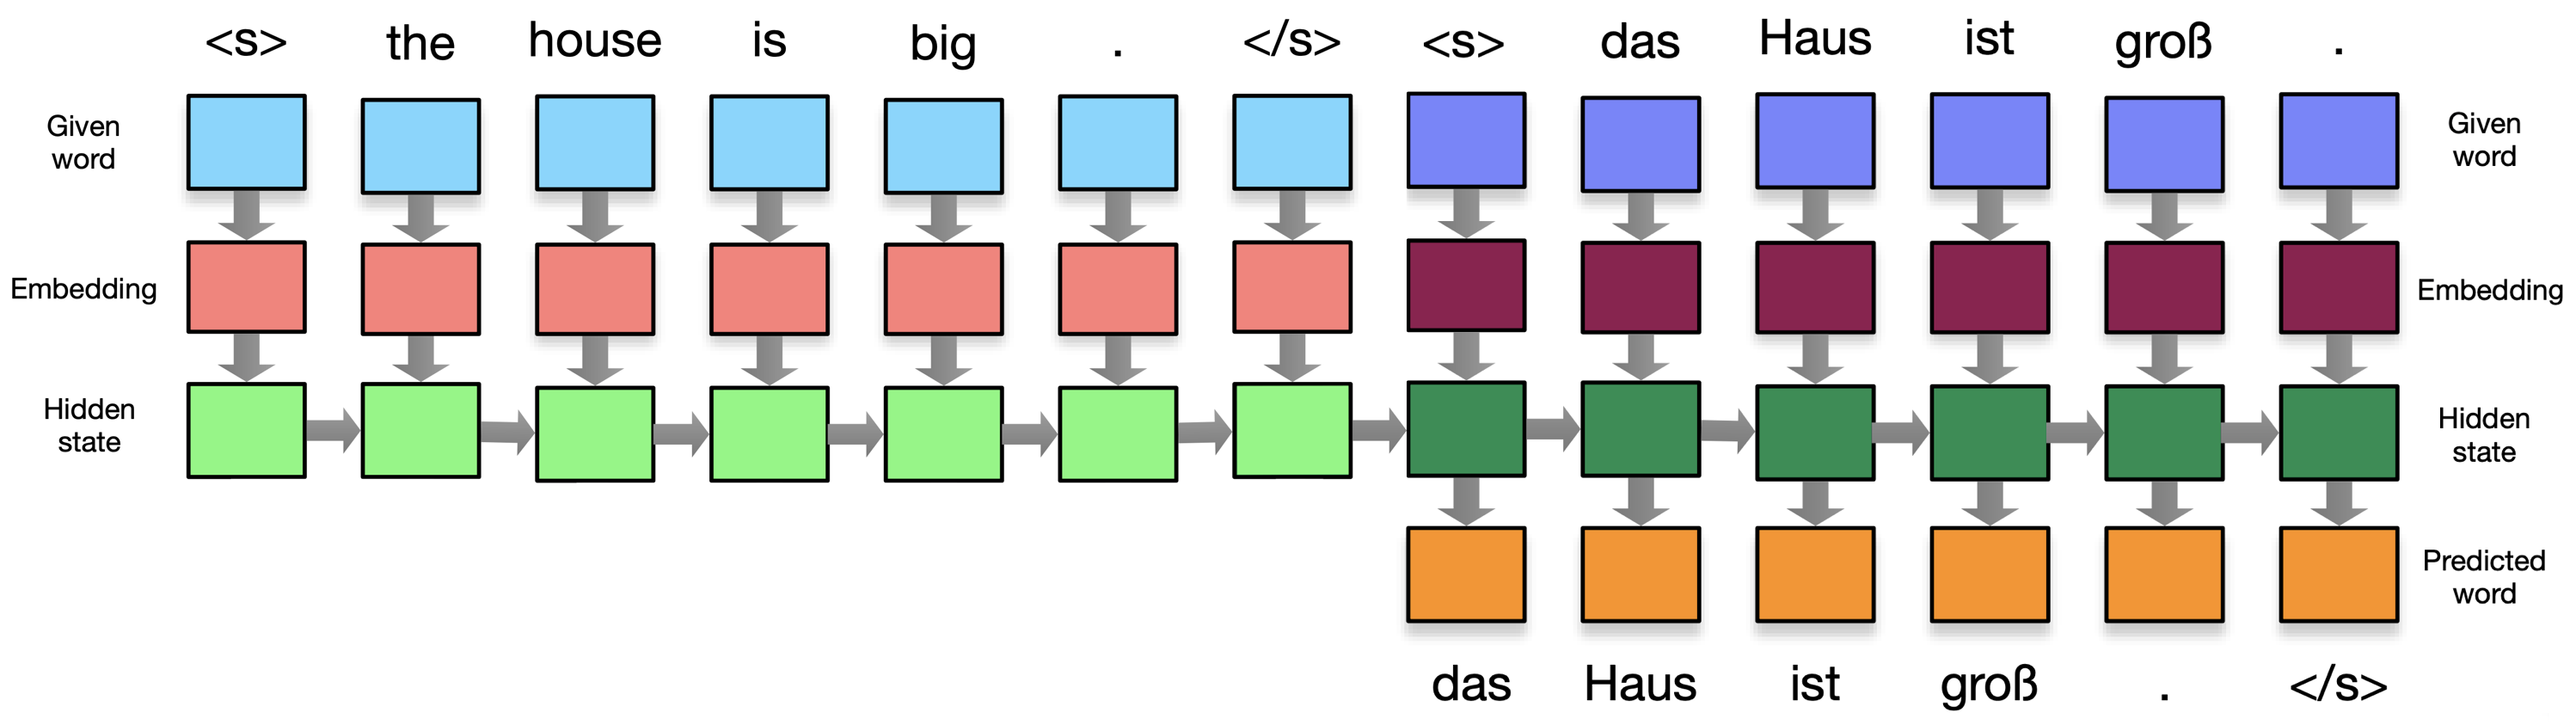 <s> the house is big . </s> <s> das Haus ist groß .
Given
word
Given
word
Embedding
Embedding
Hidden
state
Hidden
state
Predicted
word
das Haus ist groß . </s>